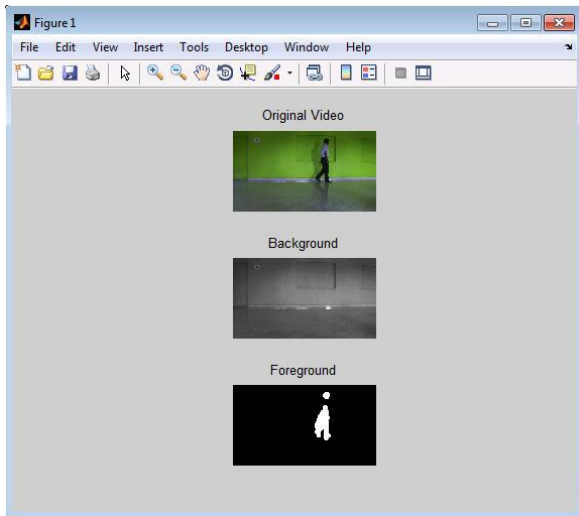 Figure 1
File Edit View Insert Tools Desktop Window Help
Original Video
Background
Foreground